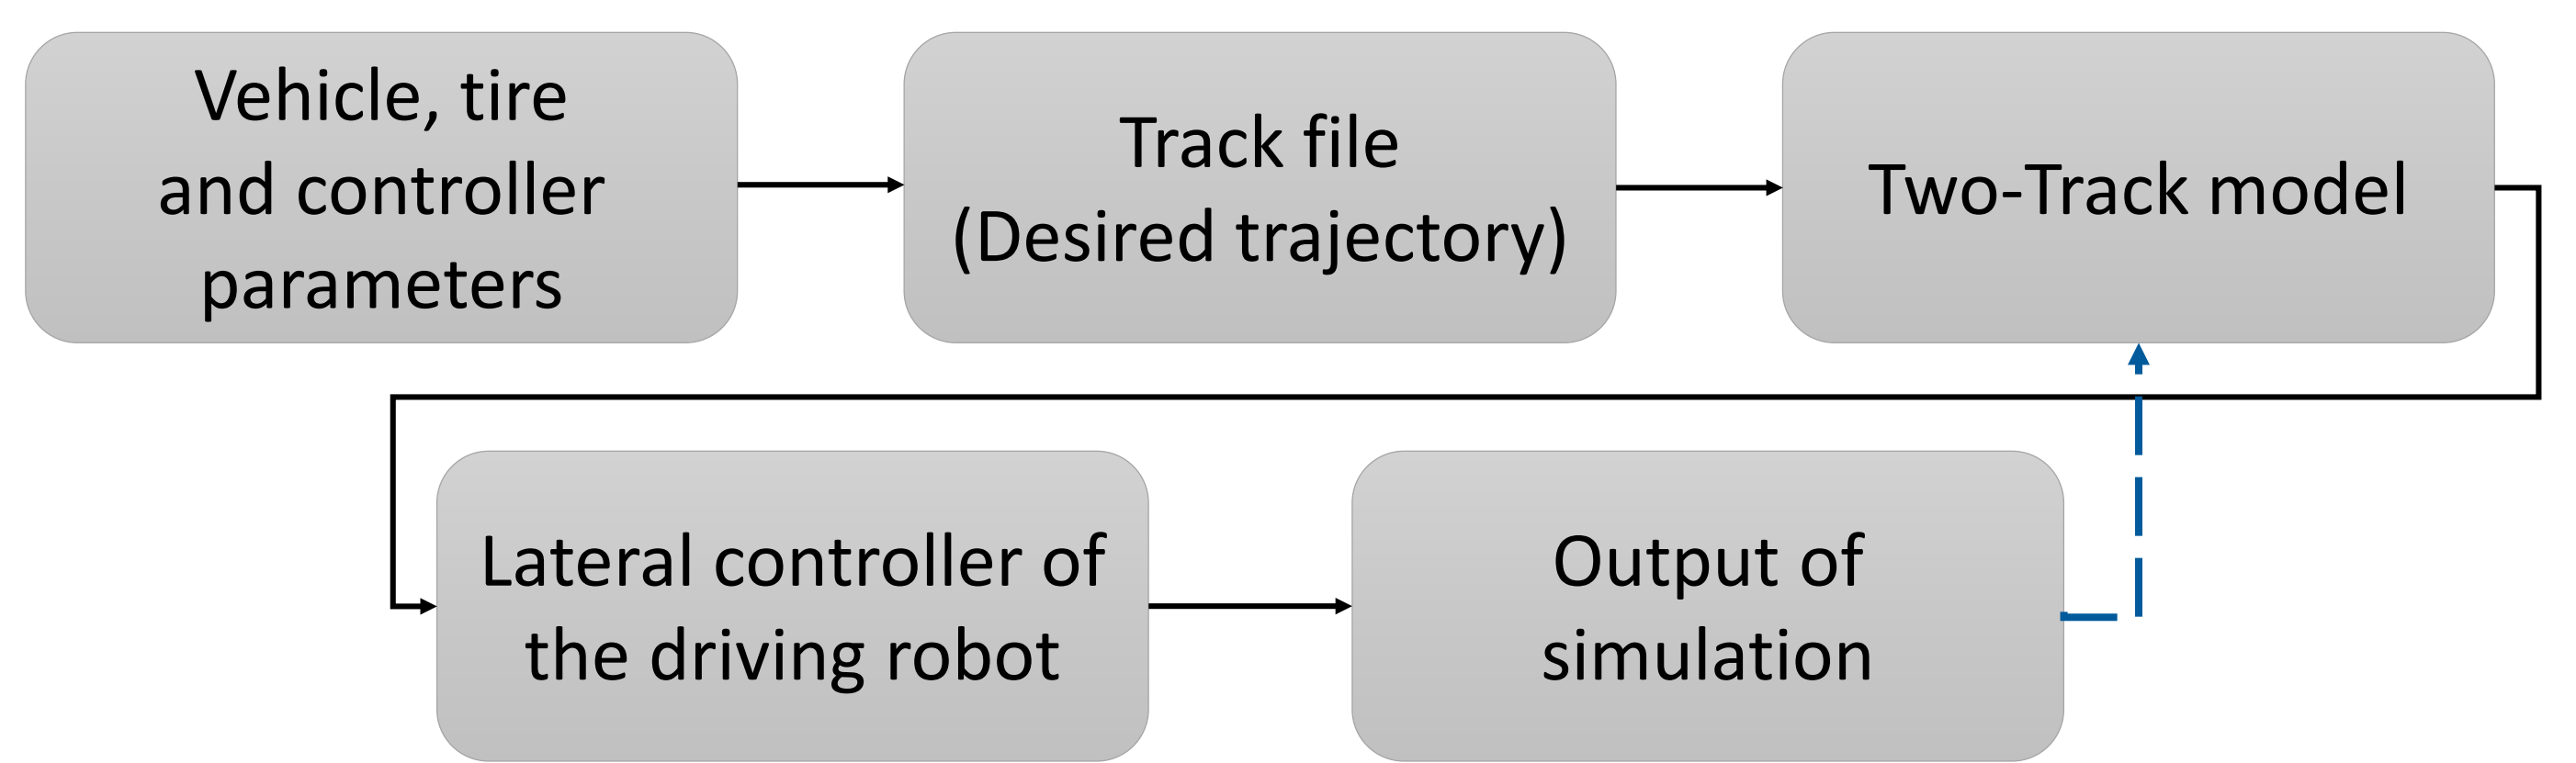 Vehicle, tire
and controller
parameters
Track file
(Desired trajectory)
Two-Track model
Lateral controller of
the driving robot
Output of
simulation